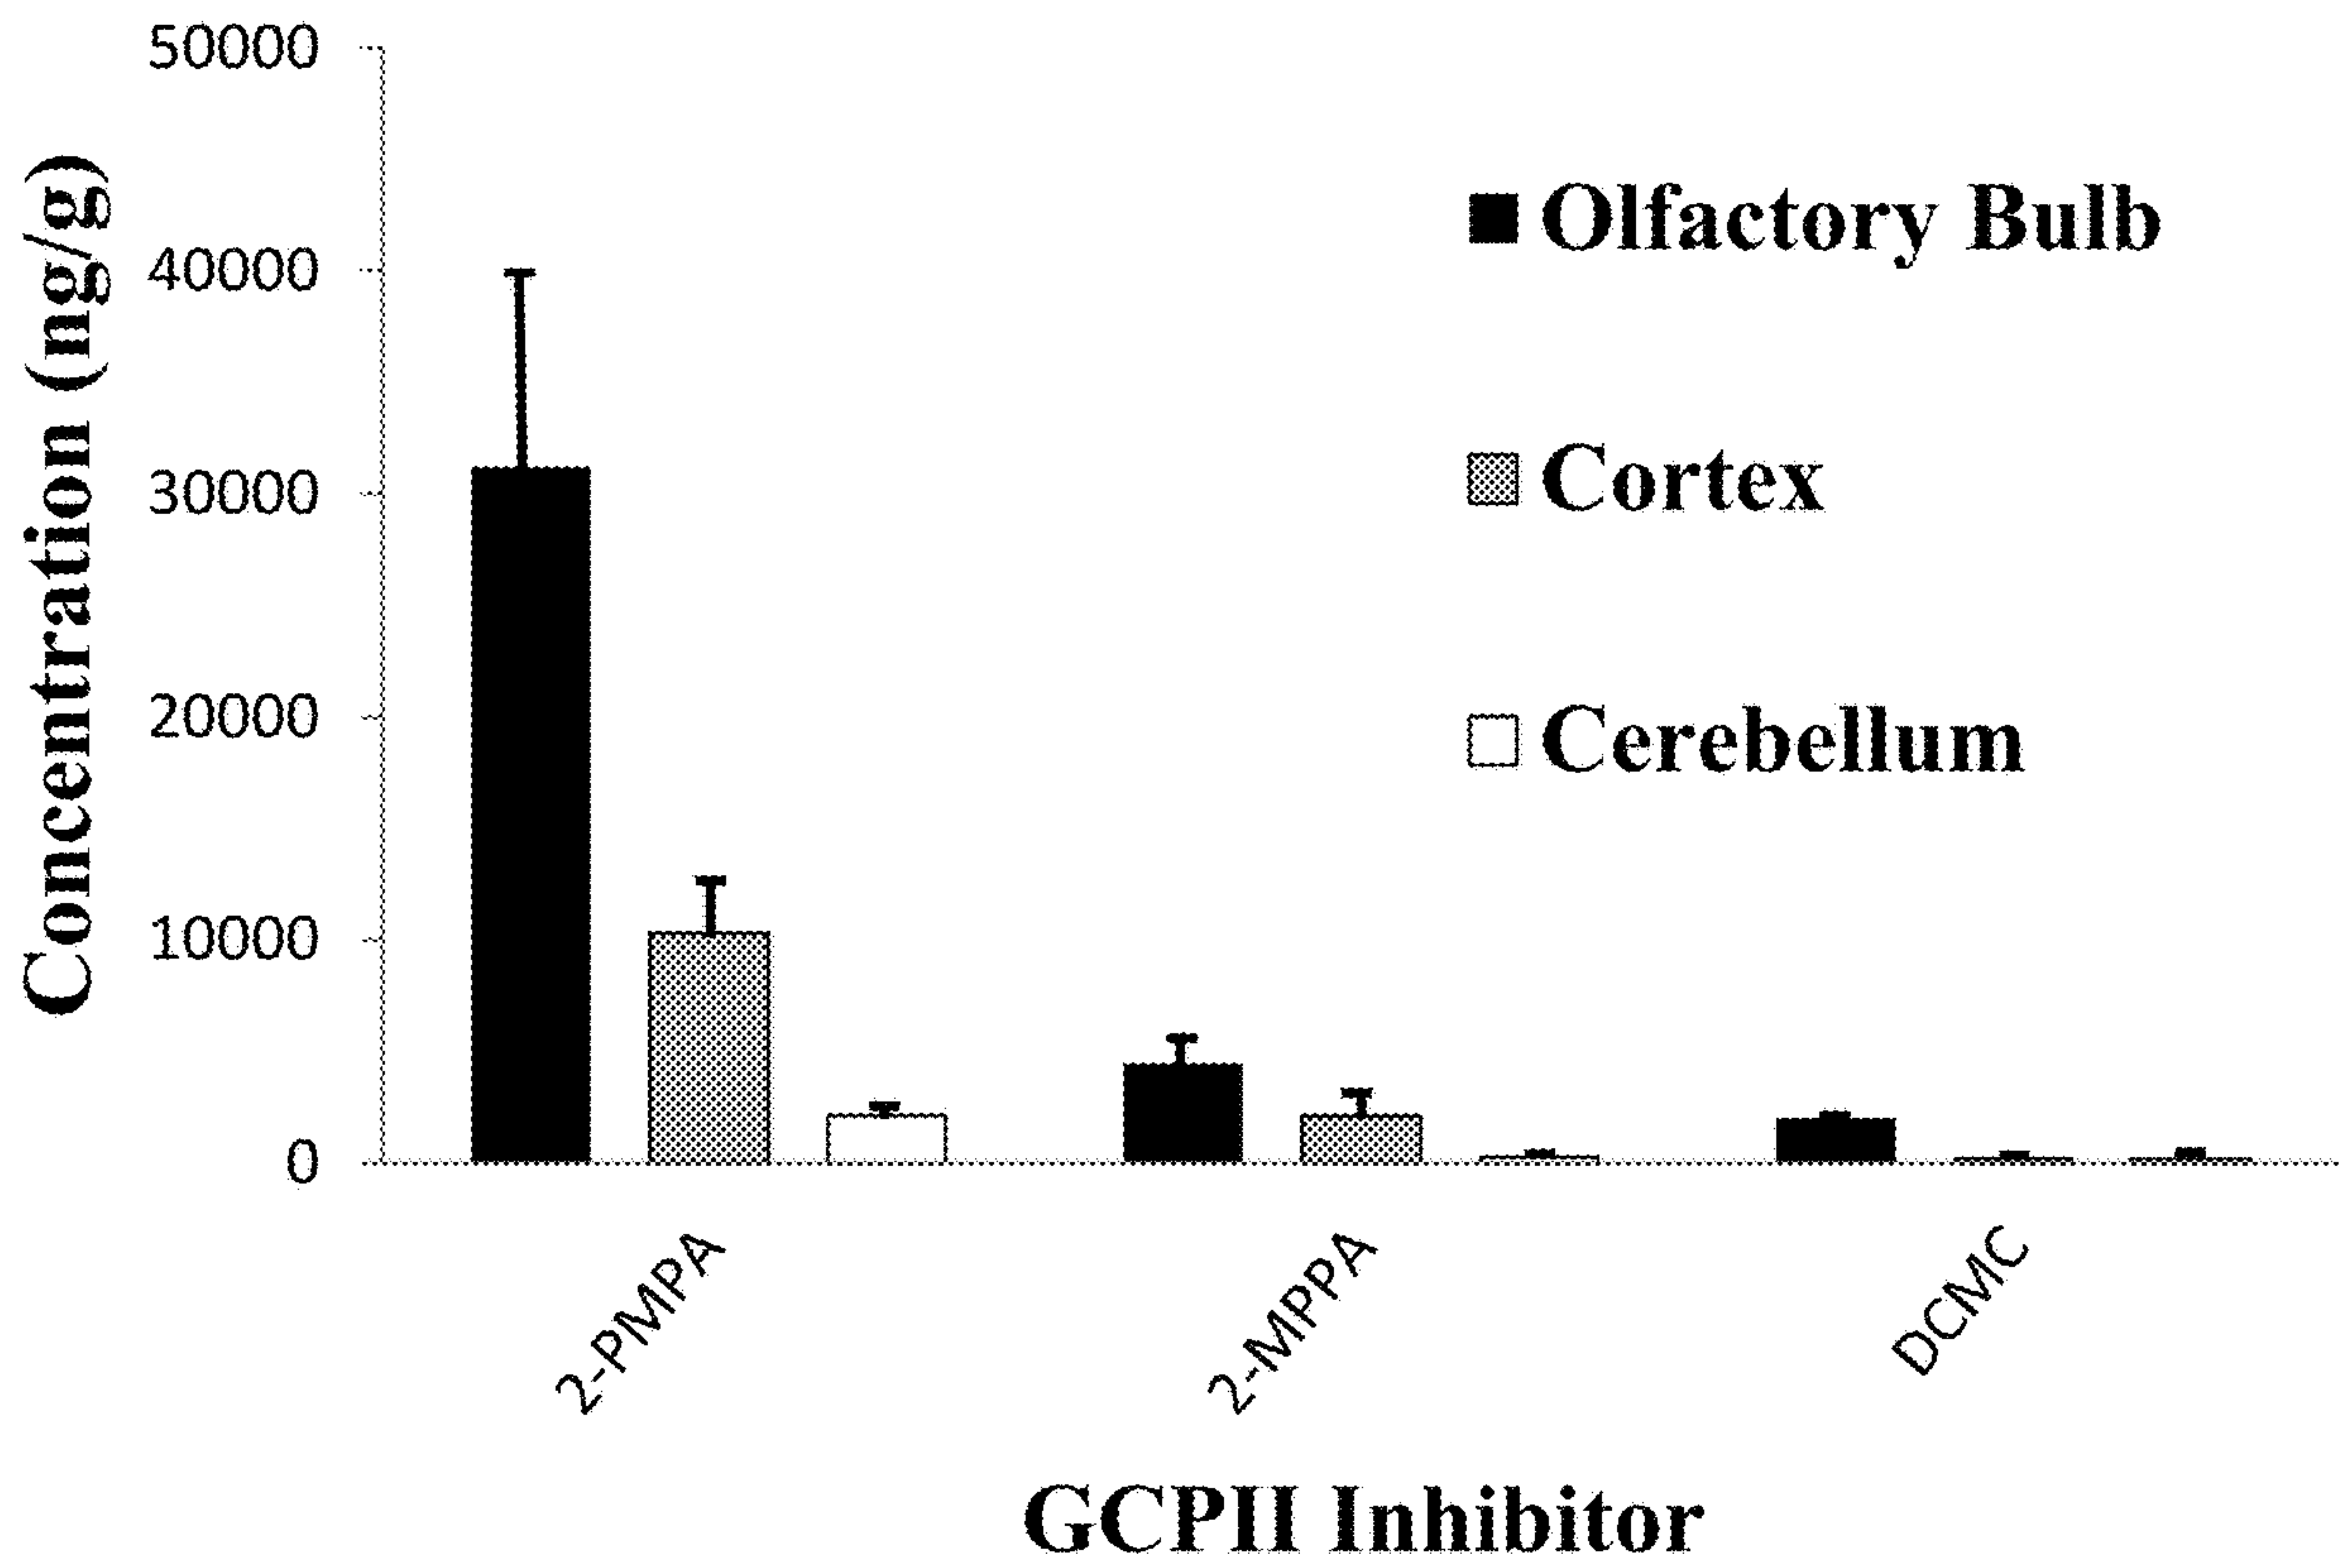 Concentration (ng/g)
50000
40000
30000
20000
10000
0
Olfactory Bulb
Cortex
Cerebellum
2-PMPA
2-MPPA
DCMC
GCPII Inhibitor